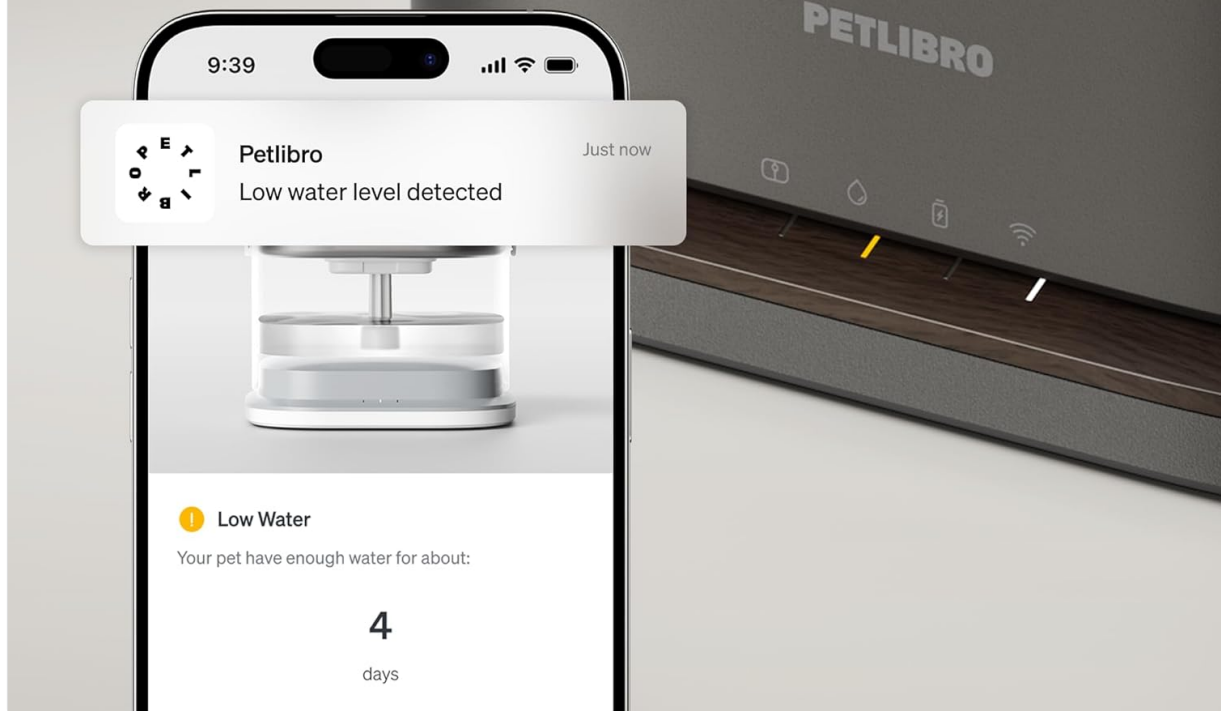 9:39
PETLIBRO
Petlibro
Just now
Low water level detected
PETLIBRO
Low Water
Your pet have enough water for about:
4
days